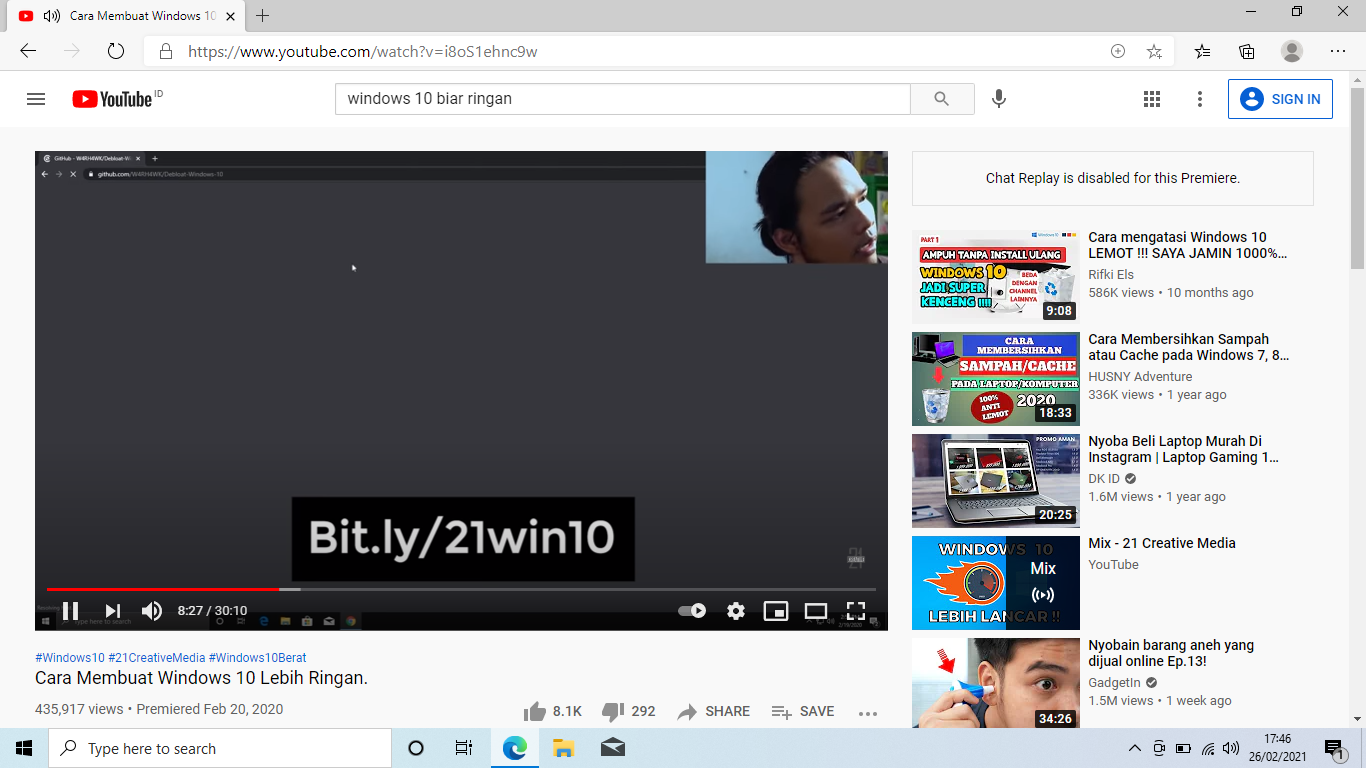 Cara Membuat Windows 10
https://www.youtube.com/watch?v=i8oS1ehnc9w
YouTube ID
windows 10 biar ringan
SIGN IN
GitHub - W4RH4WK/Debloat-Wi
github.com/W4RH4WK/Debloat-Windows-10
Bit.ly/21win10
8:27 / 30:10
Type here to search
#Windows10 #21CreativeMedia #Windows10Berat
Cara Membuat Windows 10 Lebih Ringan.
435,917 views • Premiered Feb 20, 2020
8.1K
292
SHARE
SAVE
Chat Replay is disabled for this Premiere.
PART 1
Windows 10
AMPUH TANPA INSTALL ULANG
WINDOWS 10
JADI SUPER
KENCENG !!!!
BEDA
DENGAN
CHANNEL
LAINNYA
9:08
Cara mengatasi Windows 10
LEMOT !!! SAYA JAMIN 1000%...
Rifki Els
586K views • 10 months ago
CARA
MEMBERSIHKAN
SAMPAH/CACHE
PADA LAPTOP/KOMPUTER
100%
ANTI
LEMOT
2020
18:33
Cara Membersihkan Sampah
atau Cache pada Windows 7, 8...
HUSNY Adventure
336K views • 1 year ago
PROMO AMAN
20:25
Nyoba Beli Laptop Murah Di
Instagram | Laptop Gaming 1...
DK ID
1.6M views • 1 year ago
WINDOWS 10
Mix
LEBIH LANCAR !!
Mix - 21 Creative Media
YouTube
34:26
Nyobain barang aneh yang
dijual online Ep.13!
GadgetIn
1.5M views • 1 week ago
Type here to search
17:46
26/02/2021
1